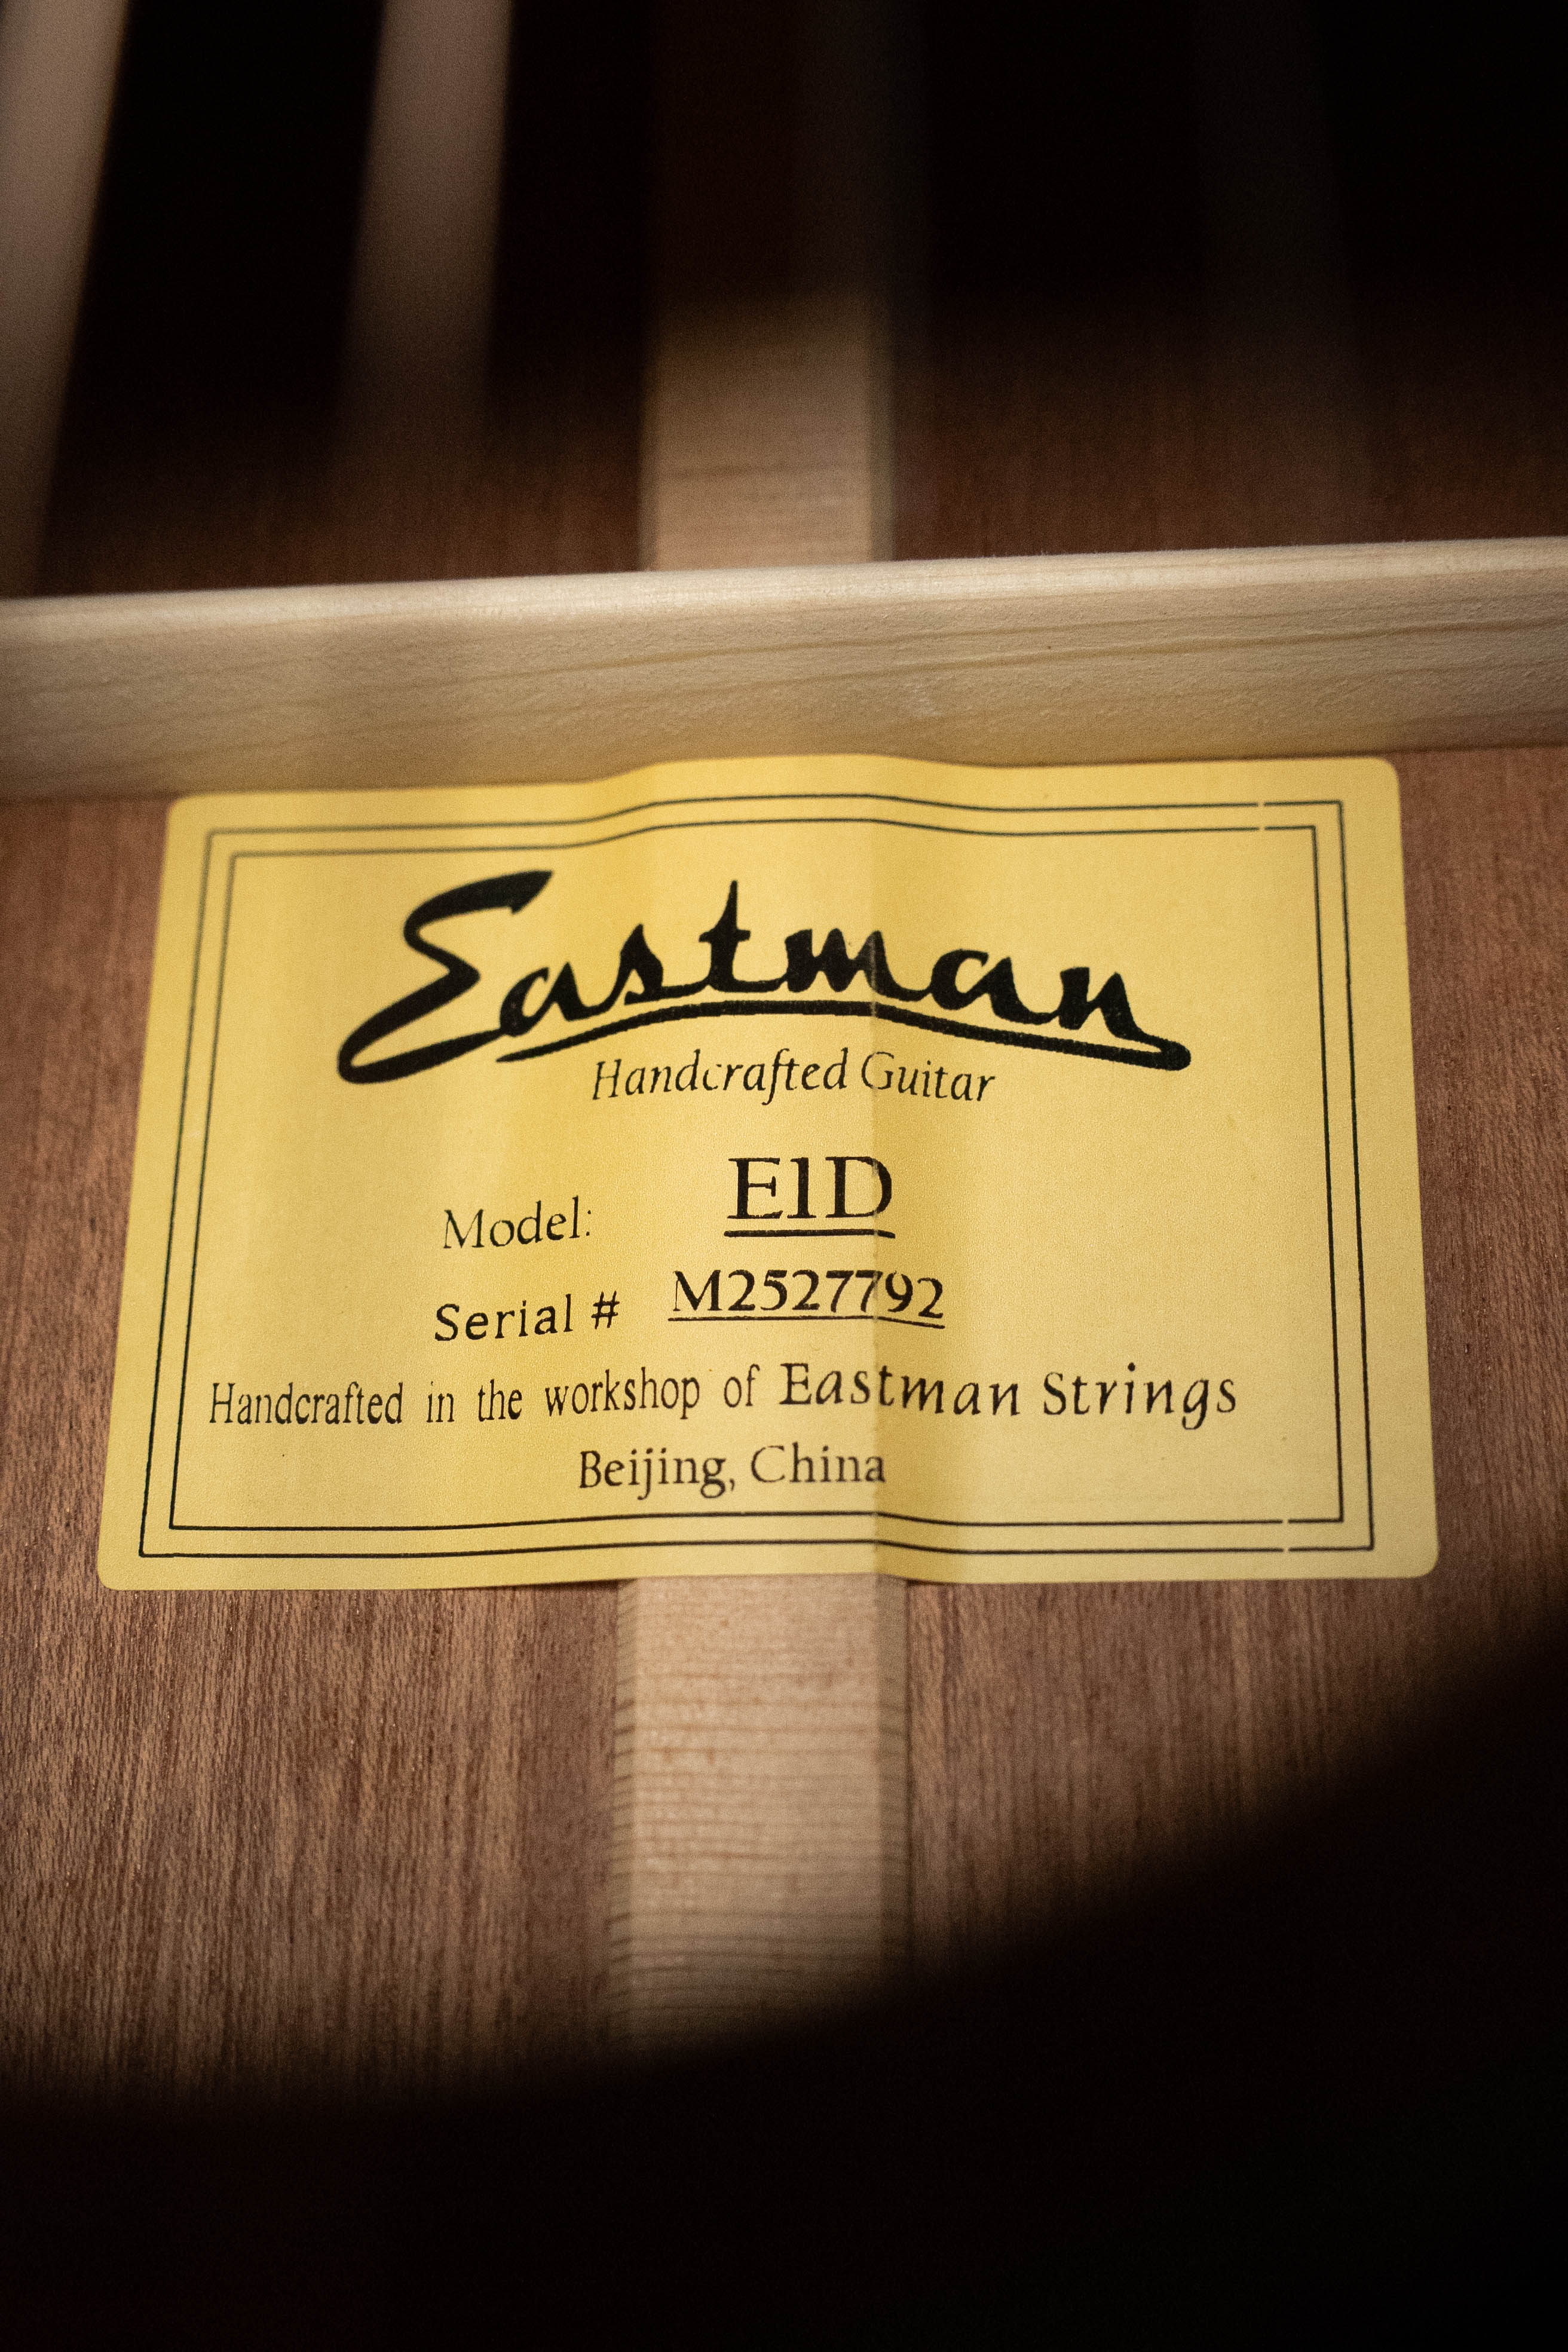 Eastman
Handcrafted Guitar
Model: E1D
Serial # M2527792
Handcrafted in the workshop of Eastman Strings
Beijing, China